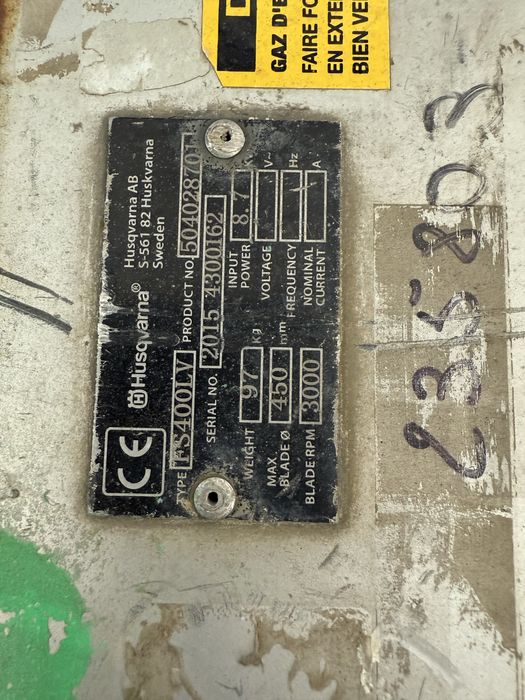 GAZ D'E
FAIRE FO
EN EXTE
BIEN VE
Husqvarna
Husqvarna AB
S-561 82 Huskvarna
Sweden
CE
TYPE FS400LV PRODUCT NO.
SERIAL NO. 2015 4300162
WEIGHT 97 kg
INPUT POWER 8.7
MAX. BLADE Ø 450 mm
VOLTAGE V~
BLADE RPM 3000
FREQUENCY Hz
NOMINAL CURRENT A